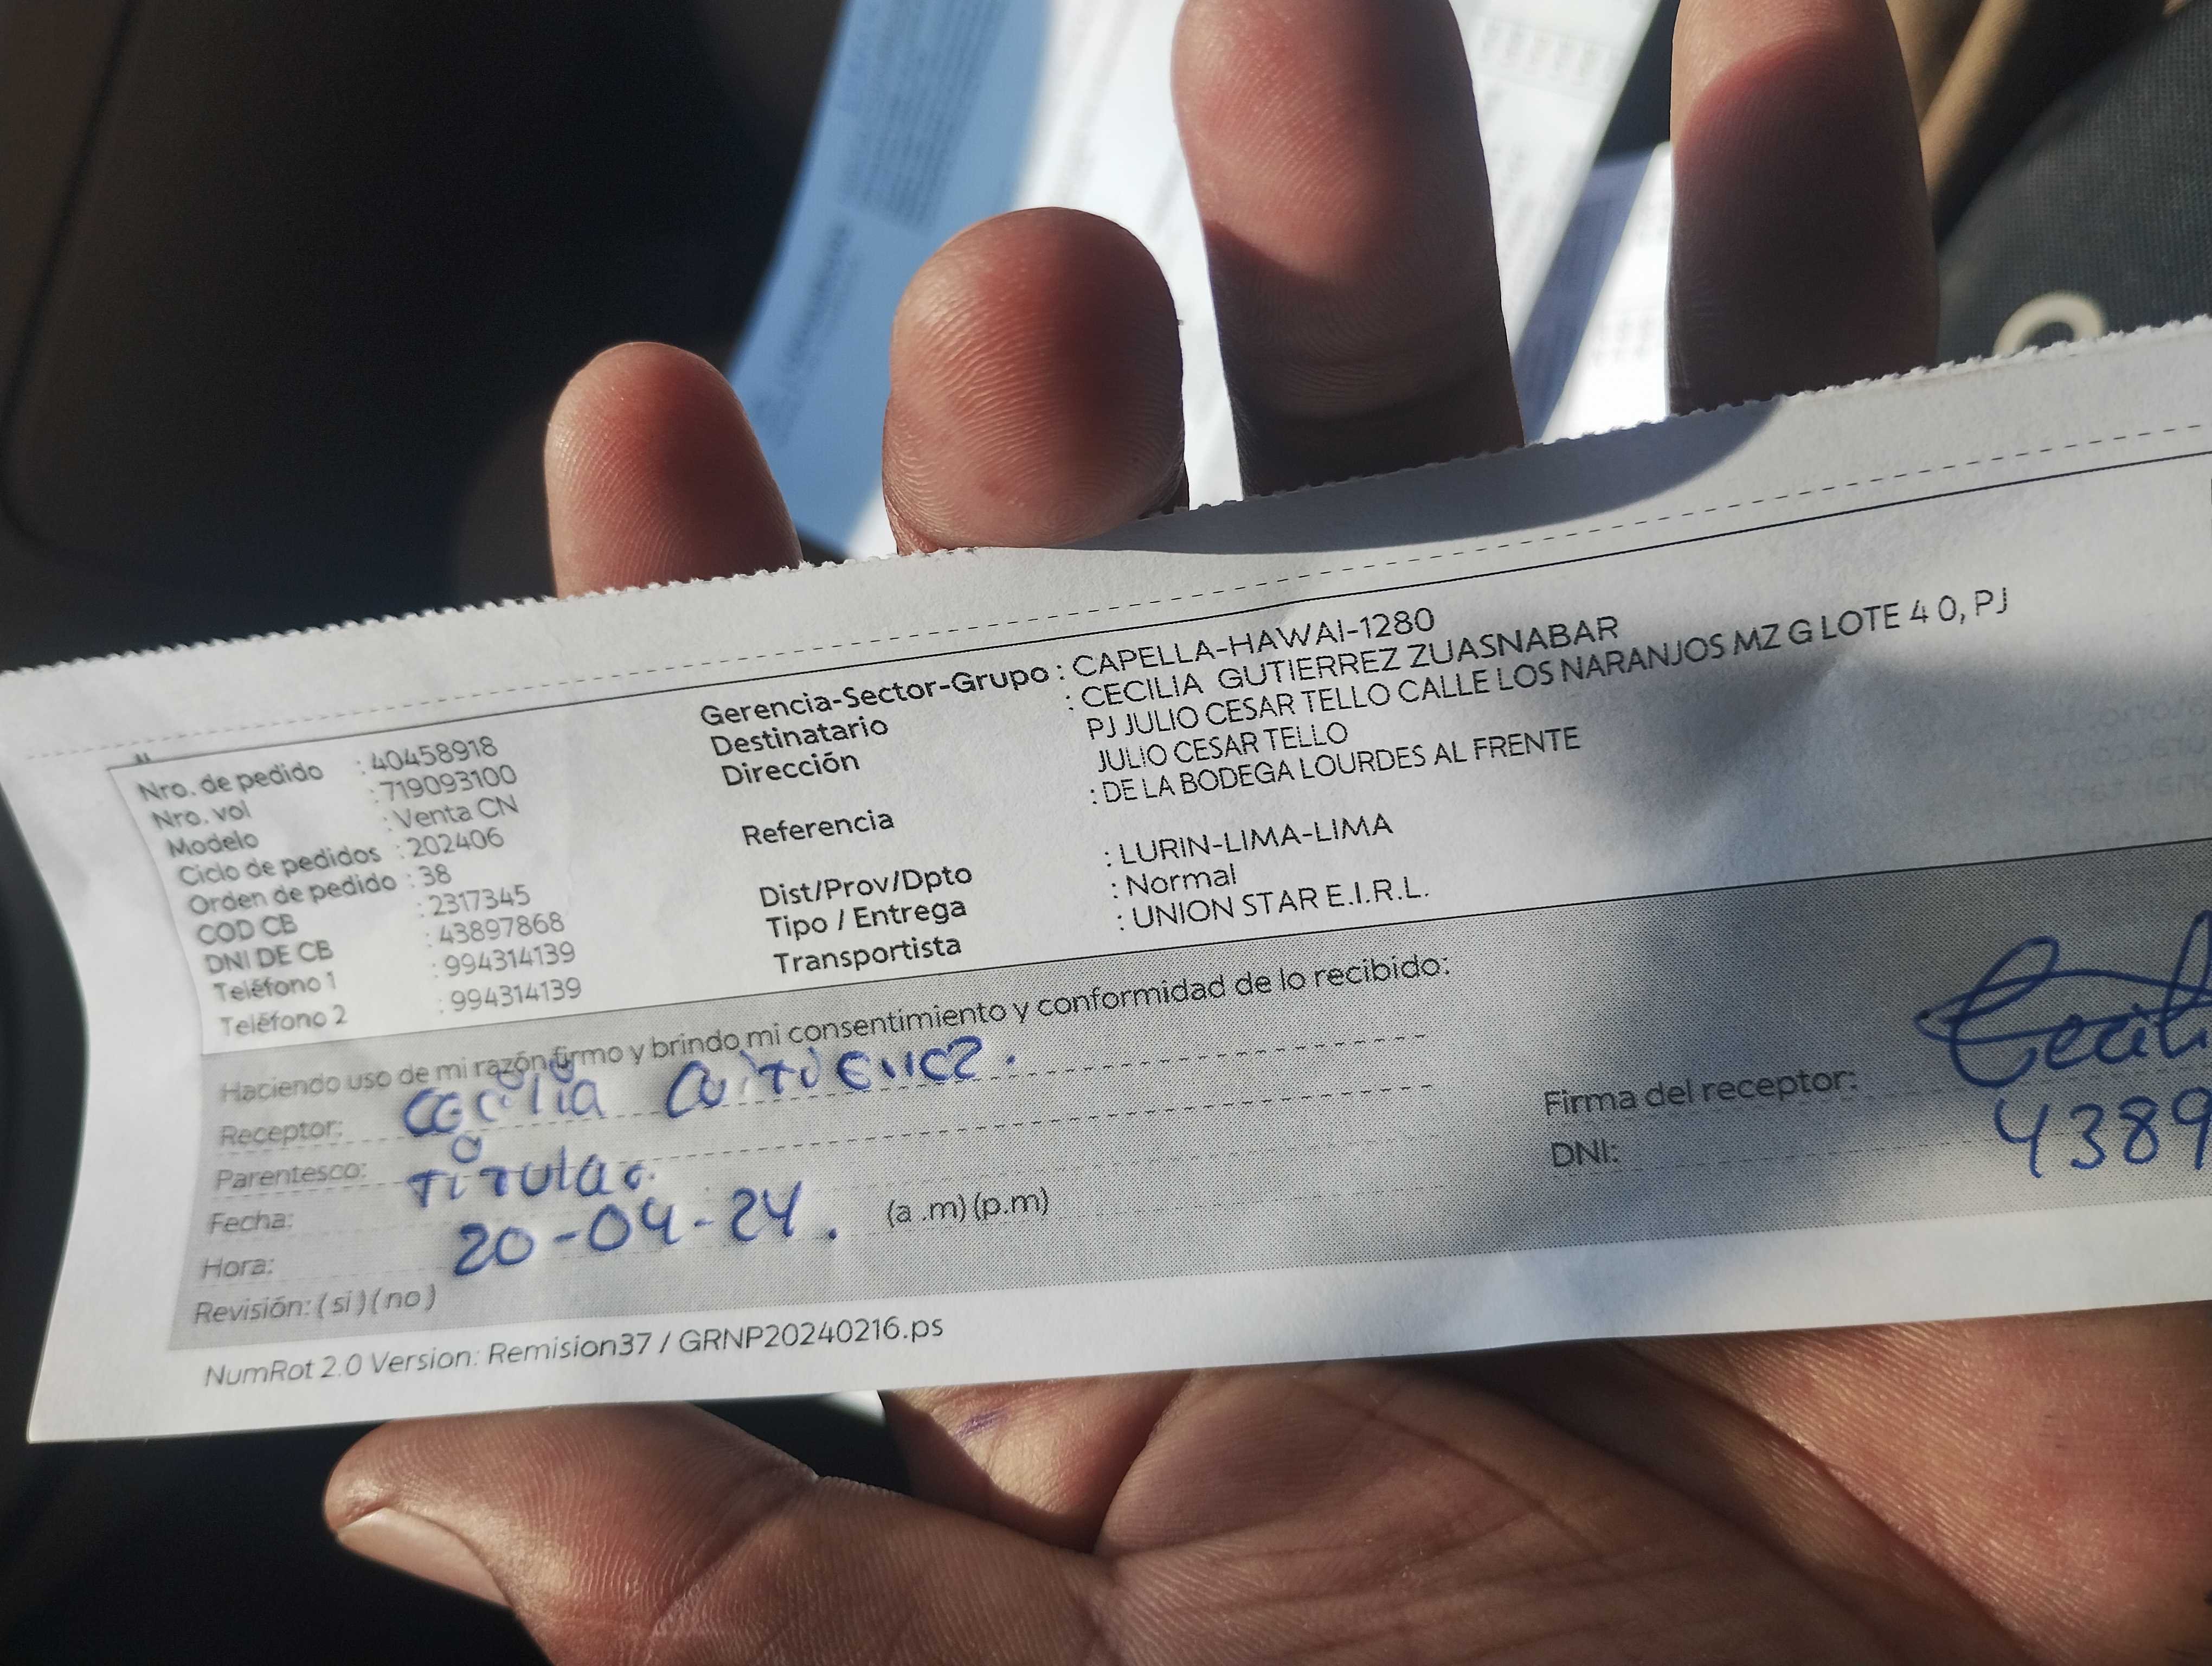 Nro. de pedido : 40458918
Nro. vol : 719093100
Modelo : Venta CN
Ciclo de pedidos : 202406
Orden de pedido : 38
COD CB : 2317345
DNI DE CB : 43897868
Teléfono 1 : 994314139
Teléfono 2 : 994314139
Gerencia-Sector-Grupo : CAPELLA-HAWAI-1280
Destinatario : CECILIA GUTIERREZ ZUASNABAR
Dirección PJ JULIO CESAR TELLO CALLE LOS NARANJOS MZ G LOTE 4 0, PJ
JULIO CESAR TELLO
Referencia : DE LA BODEGA LOURDES AL FRENTE
Dist/Prov/Dpto : LURIN-LIMA-LIMA
Tipo / Entrega : Normal
Transportista : UNION STAR E.I.R.L.
Haciendo uso de mi razón firmo y brindo mi consentimiento y conformidad de lo recibido:
Receptor: Cecilia Gutierrez.
Parentesco: Titular.
Fecha: 20-04-24.
Hora: (a .m) (p.m)
Revisión: ( si ) ( no )
Firma del receptor: Cecili
DNI: 4389
NumRot 2.0 Version: Remision37 / GRNP20240216.ps